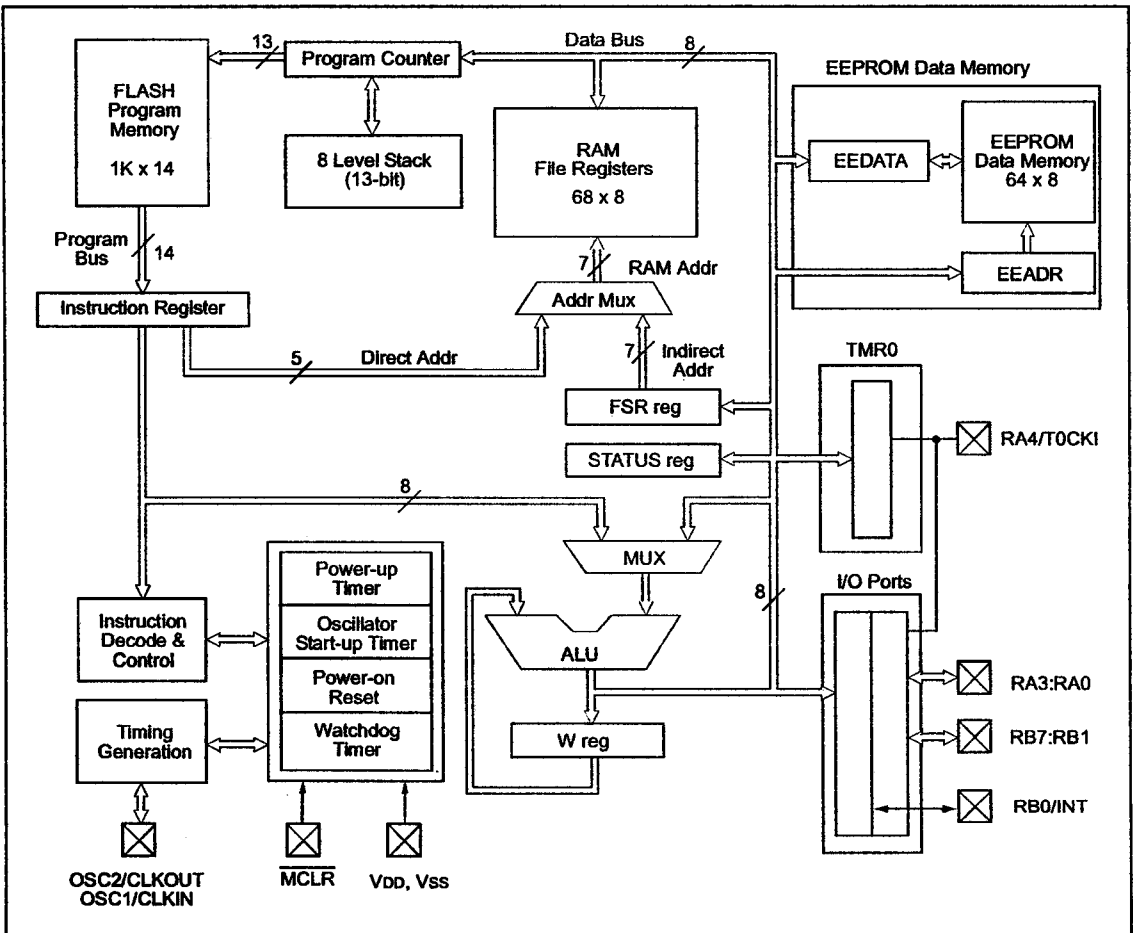 FLASH
Program
Memory
1K x 14
13
Program Counter
Data Bus
8
8 Level Stack
(13-bit)
RAM
File Registers
68 x 8
EEPROM Data Memory
EEDATA
EEPROM
Data Memory
64 x 8
EEADR
Program
Bus
14
Instruction Register
7
RAM Addr
Addr Mux
5
Direct Addr
7
Indirect
Addr
FSR reg
STATUS reg
TMR0
RA4/T0CKI
8
MUX
8
I/O Ports
Instruction
Decode &
Control
Power-up
Timer
Oscillator
Start-up Timer
Power-on
Reset
Watchdog
Timer
ALU
W reg
Timing
Generation
RA3:RA0
RB7:RB1
RB0/INT
OSC2/CLKOUT
OSC1/CLKIN
MCLR
VDD, VSS